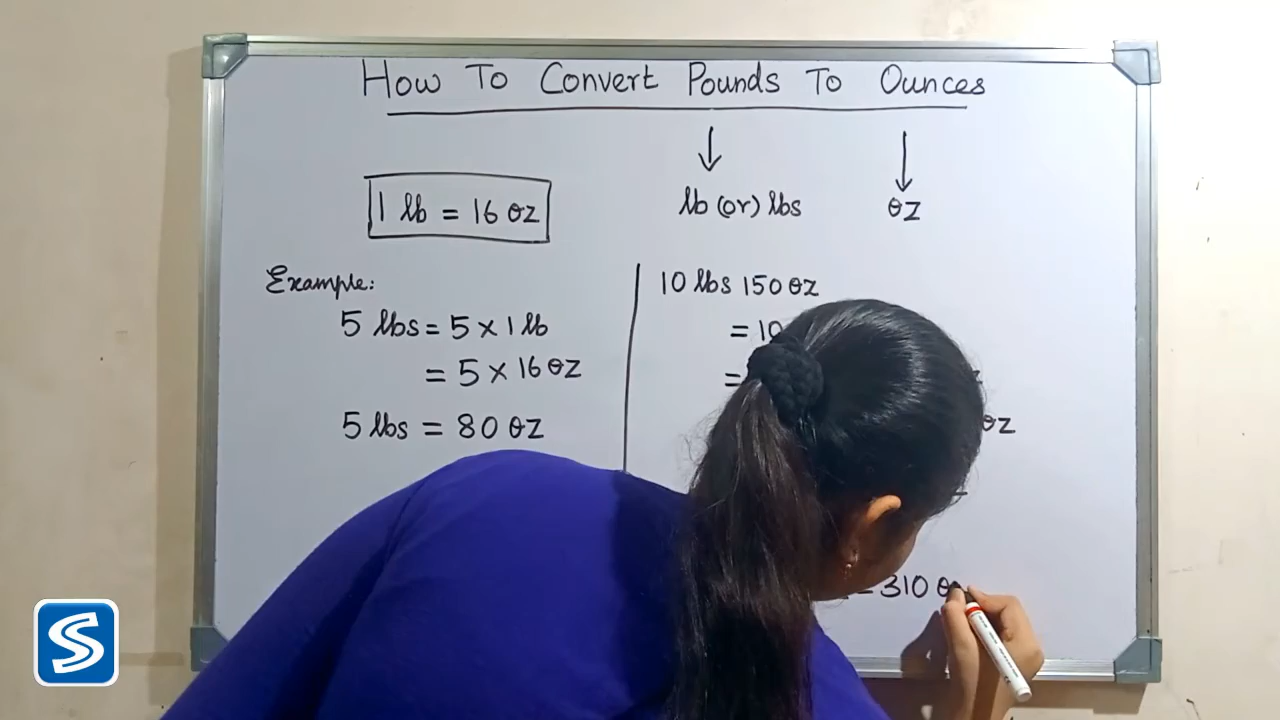 How To Convert Pounds To Ounces
1 lb = 16 oz
lb (or) lbs
oz
Example:
5 lbs = 5 × 1 lb
= 5 × 16 oz
5 lbs = 80 oz
10 lbs 150 oz
= 10
=
oz
= 310
S